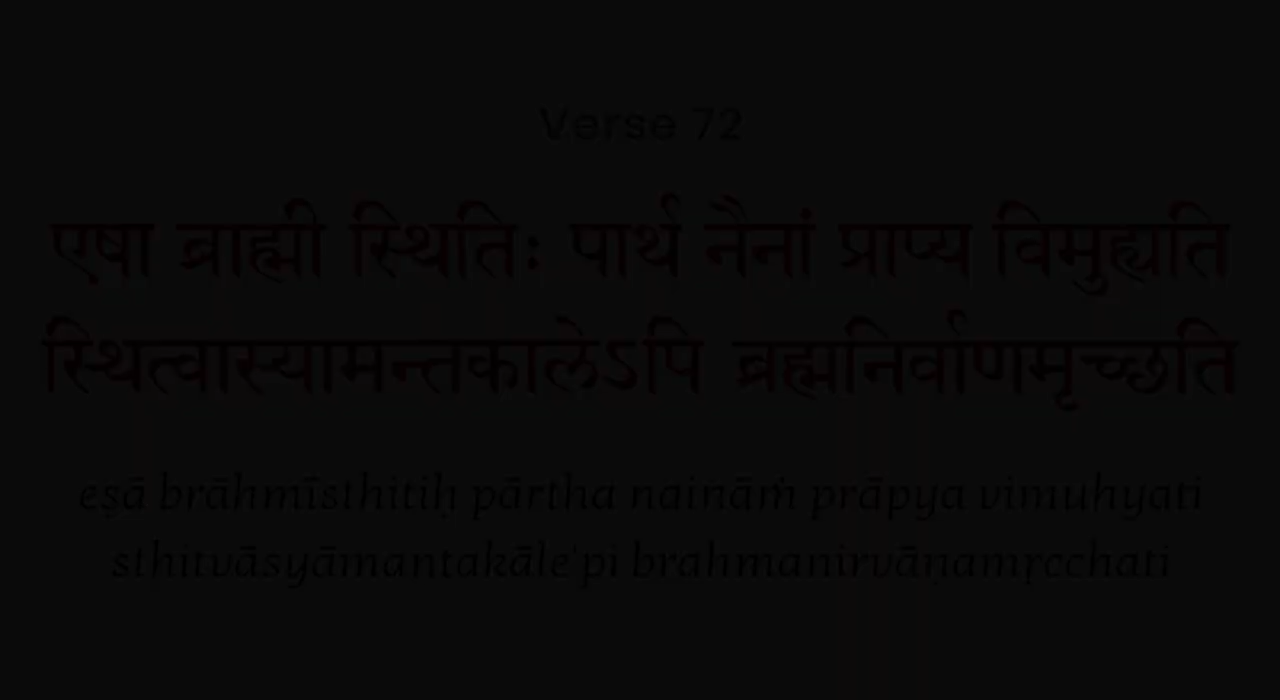 Verse 72
एषा ब्राह्मी स्थितिः पार्थ नैनां प्राप्य विमुह्यति
स्थित्वास्यामन्तकालेऽपि ब्रह्मनिर्वाणमृच्छति
eṣā brāhmīsthitiḥ pārtha naināṁ prāpya vimuhyati
sthitvāsyāmantakāle'pi brahmanirvāṇamṛcchati